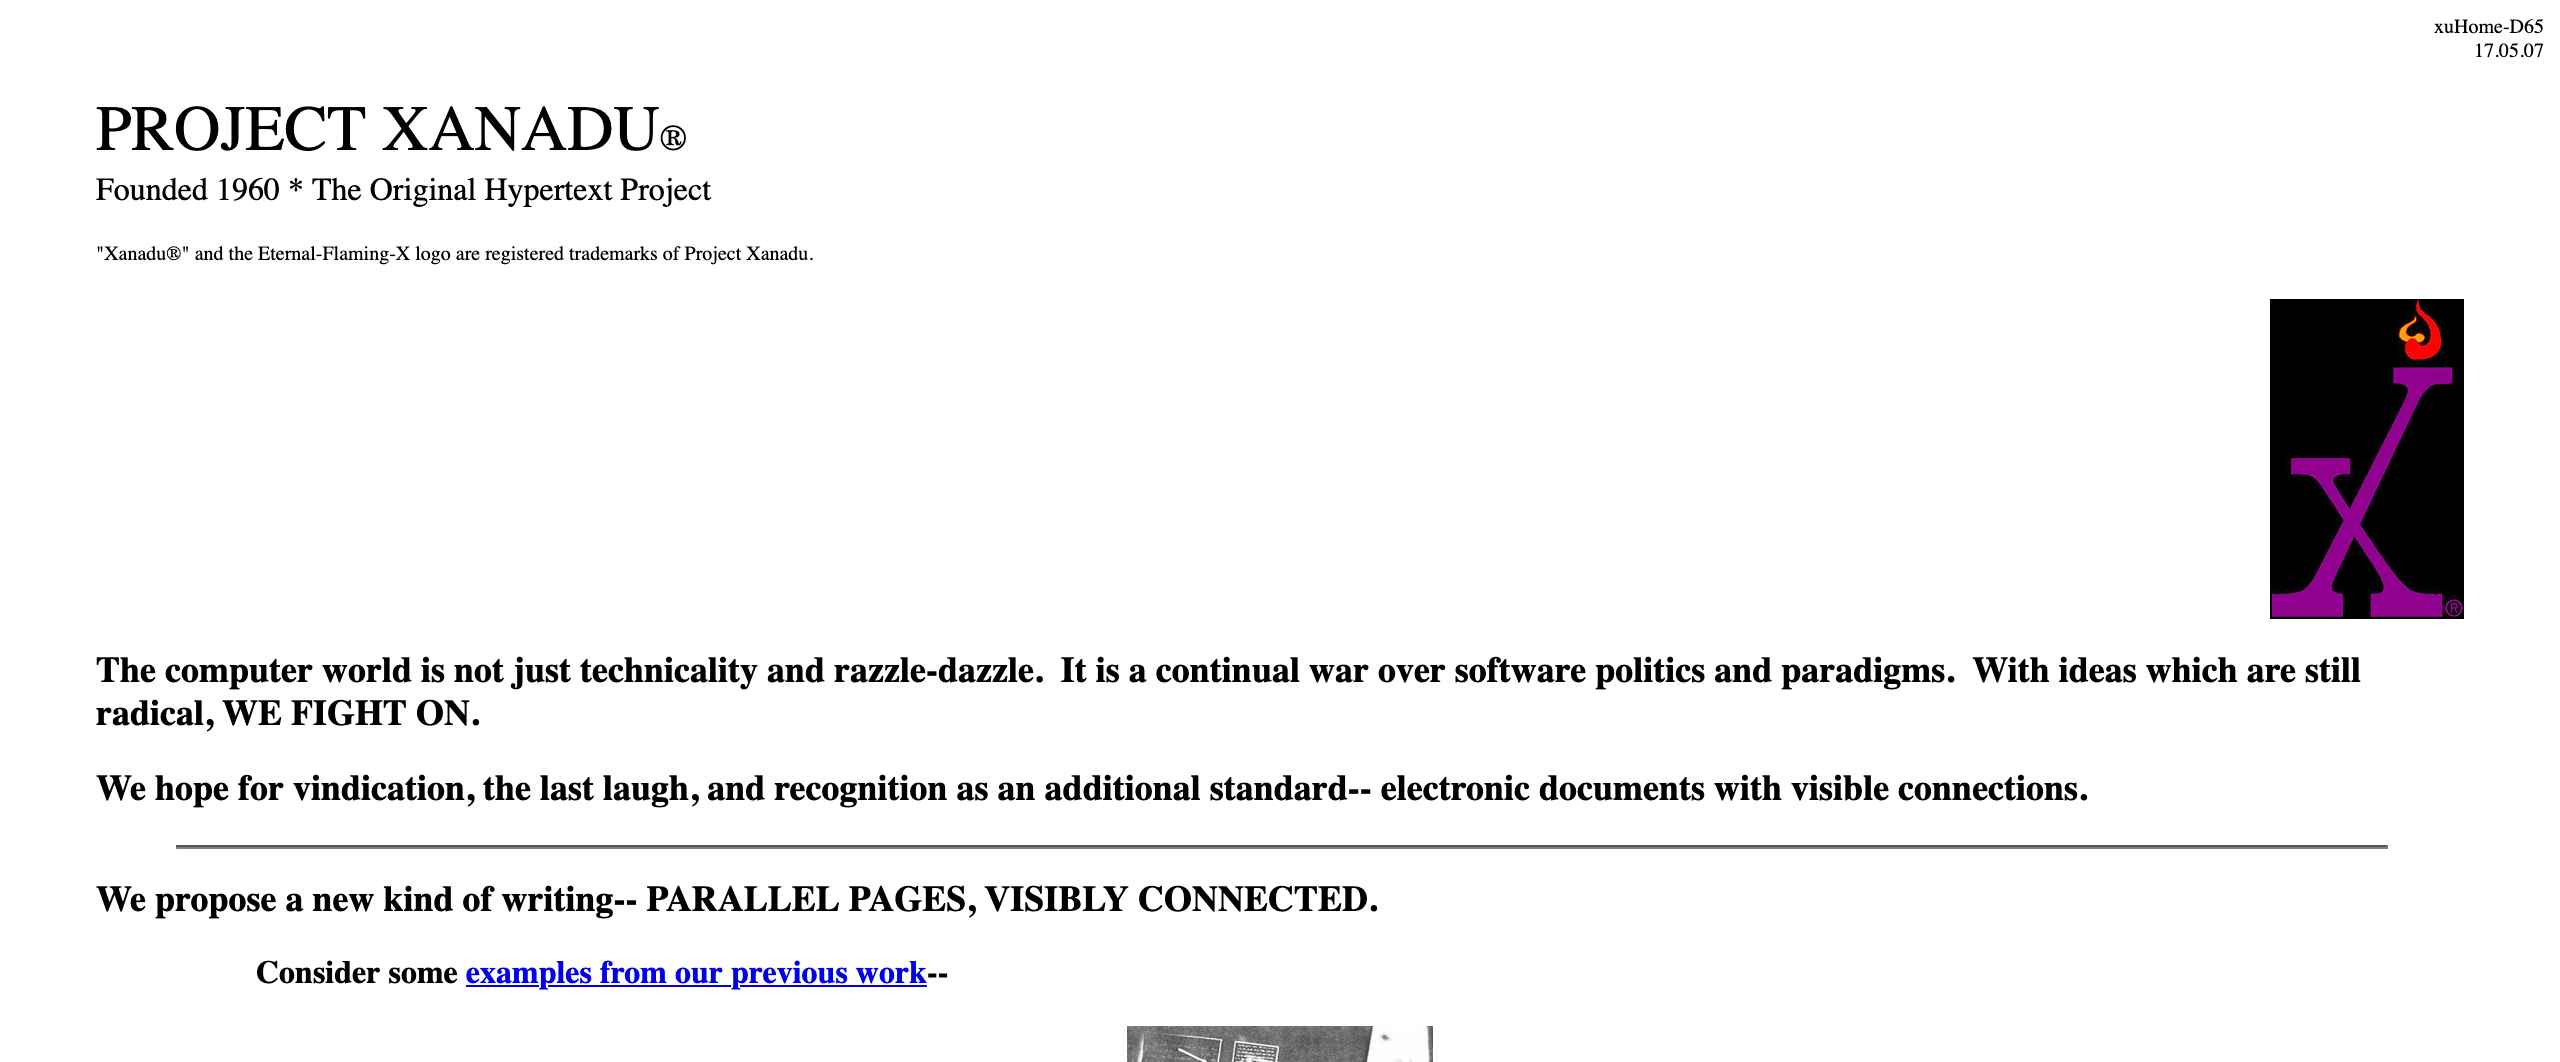 xuHome-D65
17.05.07
PROJECT XANADU®
Founded 1960 * The Original Hypertext Project
"Xanadu®" and the Eternal-Flaming-X logo are registered trademarks of Project Xanadu.
X®
The computer world is not just technicality and razzle-dazzle.  It is a continual war over software politics and paradigms.  With ideas which are still
radical, WE FIGHT ON.
We hope for vindication, the last laugh, and recognition as an additional standard-- electronic documents with visible connections.
We propose a new kind of writing-- PARALLEL PAGES, VISIBLY CONNECTED.
Consider some examples from our previous work--